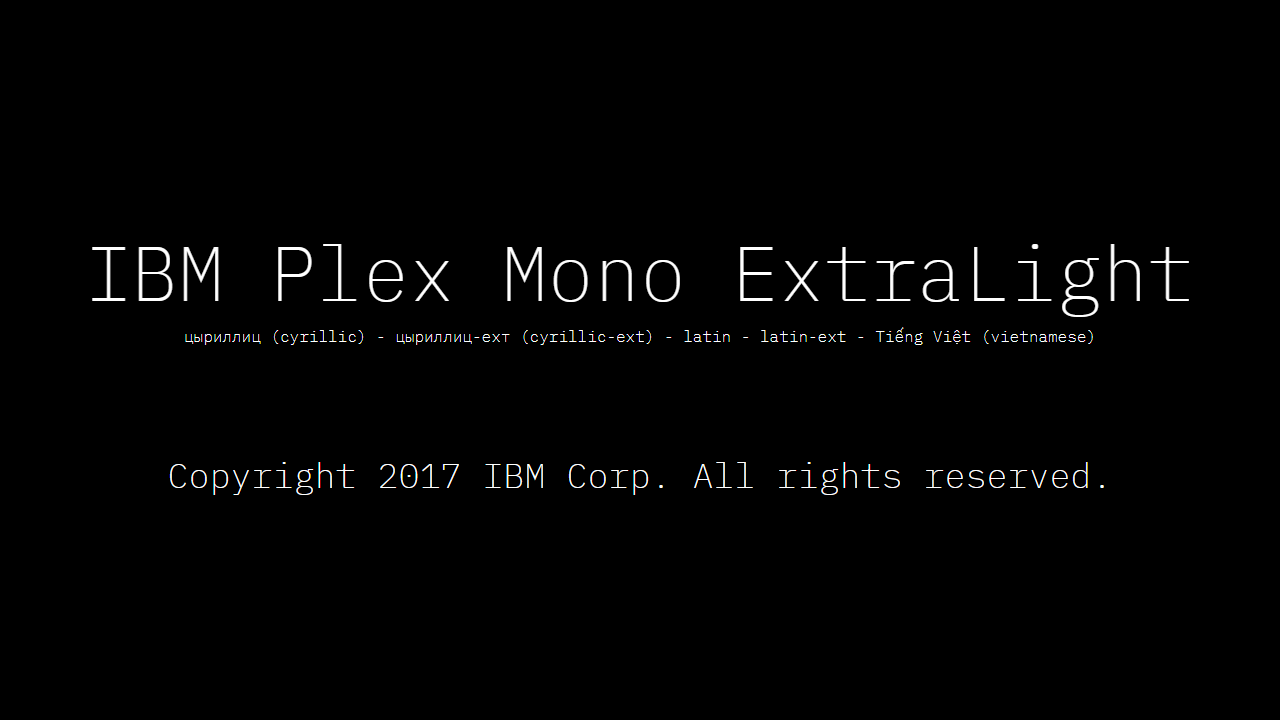 IBM Plex Mono ExtraLight
цыриллиц (cyrillic) - цыриллиц-ехт (cyrillic-ext) - latin - latin-ext - Tiếng Việt (vietnamese)
Copyright 2017 IBM Corp. All rights reserved.